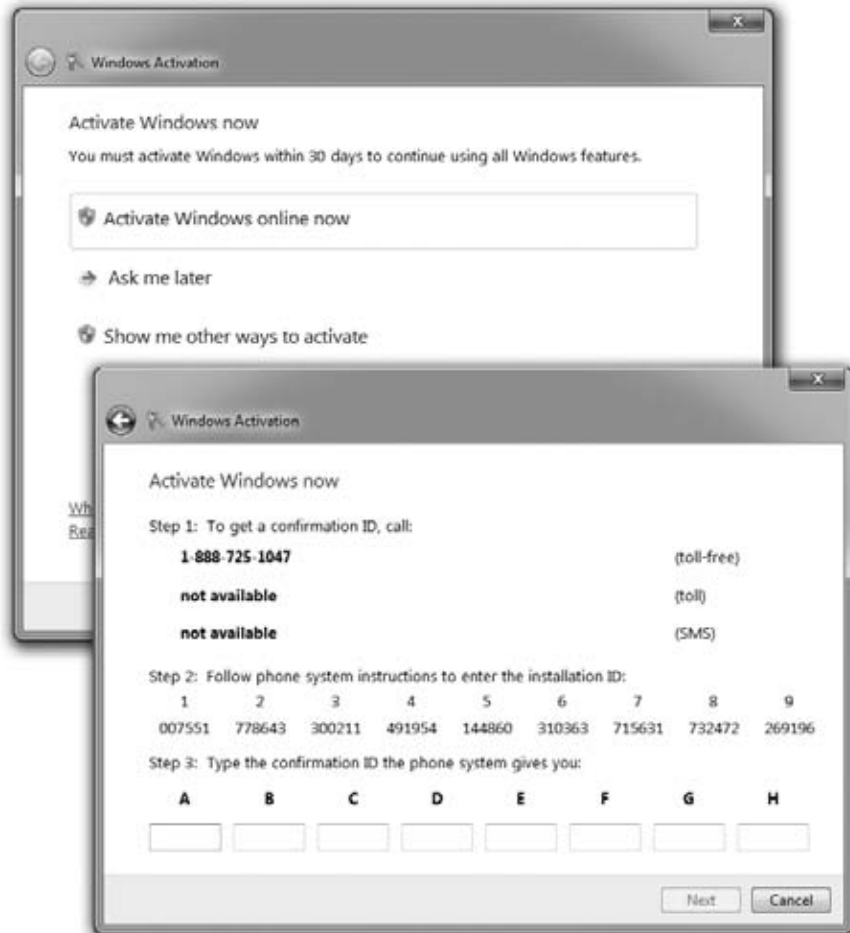 Windows Activation
Activate Windows now
You must activate Windows within 30 days to continue using all Windows features.
Activate Windows online now
Ask me later
Show me other ways to activate
Wh
Rea
Windows Activation
Activate Windows now
Step 1: To get a confirmation ID, call:
1-888-725-1047 (toll-free)
not available (toll)
not available (SMS)
Step 2: Follow phone system instructions to enter the installation ID:
1 2 3 4 5 6 7 8 9
007551 778643 300211 491954 144860 310363 715631 732472 269196
Step 3: Type the confirmation ID the phone system gives you:
A B C D E F G H
Next Cancel